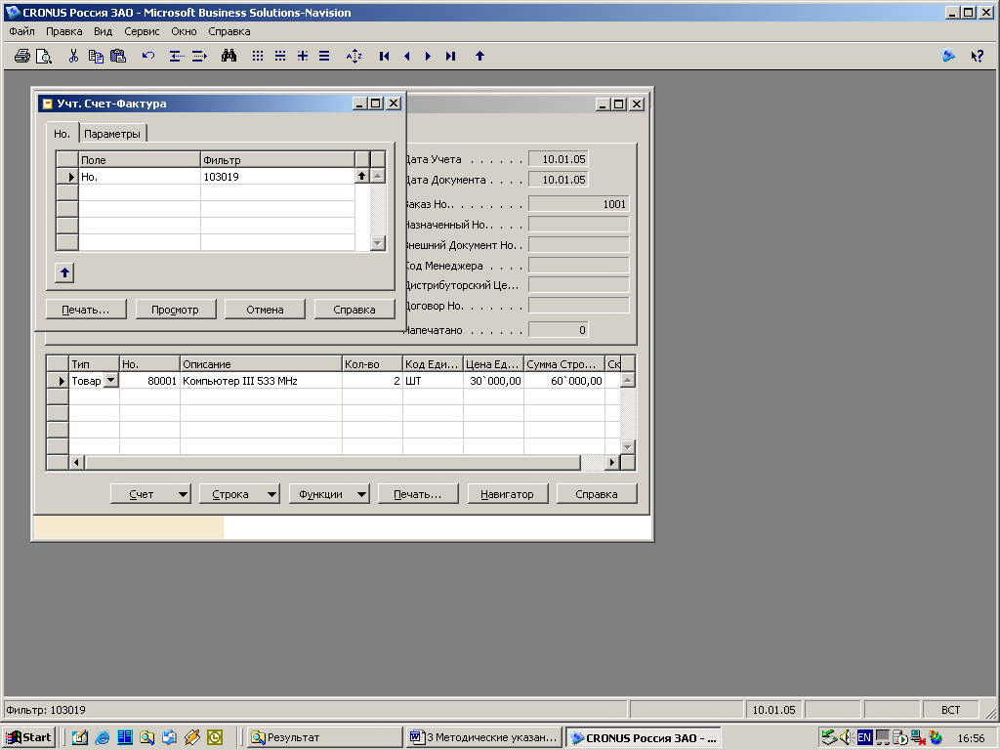 CRONUS Россия ЗАО - Microsoft Business Solutions-Navision
Файл Правка Вид Сервис Окно Справка
Учт. Счет-Фактура
Но. Параметры
Поле Фильтр
Но. 103019
Печать... Просмотр Отмена Справка
Дата Учета . . . . . . 10.01.05
Дата Документа . . . . 10.01.05
Заказ Но. . . . . . . . 1001
Назначенный Но. . . . .
Внешний Документ Но. .
Код Менеджера . . . .
Дистрибуторский Це...
Договор Но. . . . . . .
Напечатано . . . . . . 0
Тип Но. Описание Кол-во Код Еди... Цена Ед... Сумма Стро... Ск
Товар 80001 Компьютер III 533 MHz 2 ШТ 30`000,00 60`000,00
Счет Строка Функции Печать... Навигатор Справка
Фильтр: 103019 10.01.05 ВСТ
Start Результат 3 Методические указан... CRONUS Россия ЗАО - ... EN 16:56